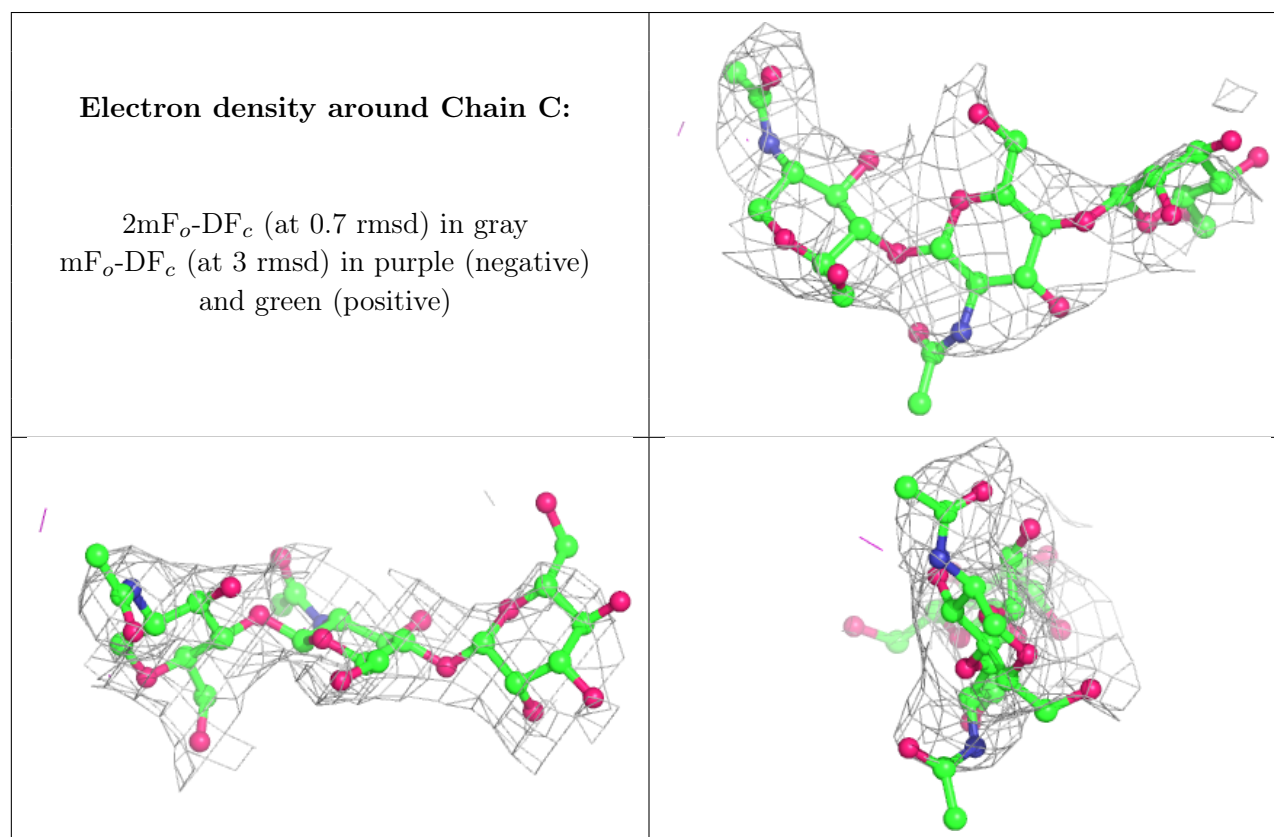 Electron density around Chain C:
2mFₒ-DF𝒸 (at 0.7 rmsd) in gray
mFₒ-DF𝒸 (at 3 rmsd) in purple (negative)
and green (positive)